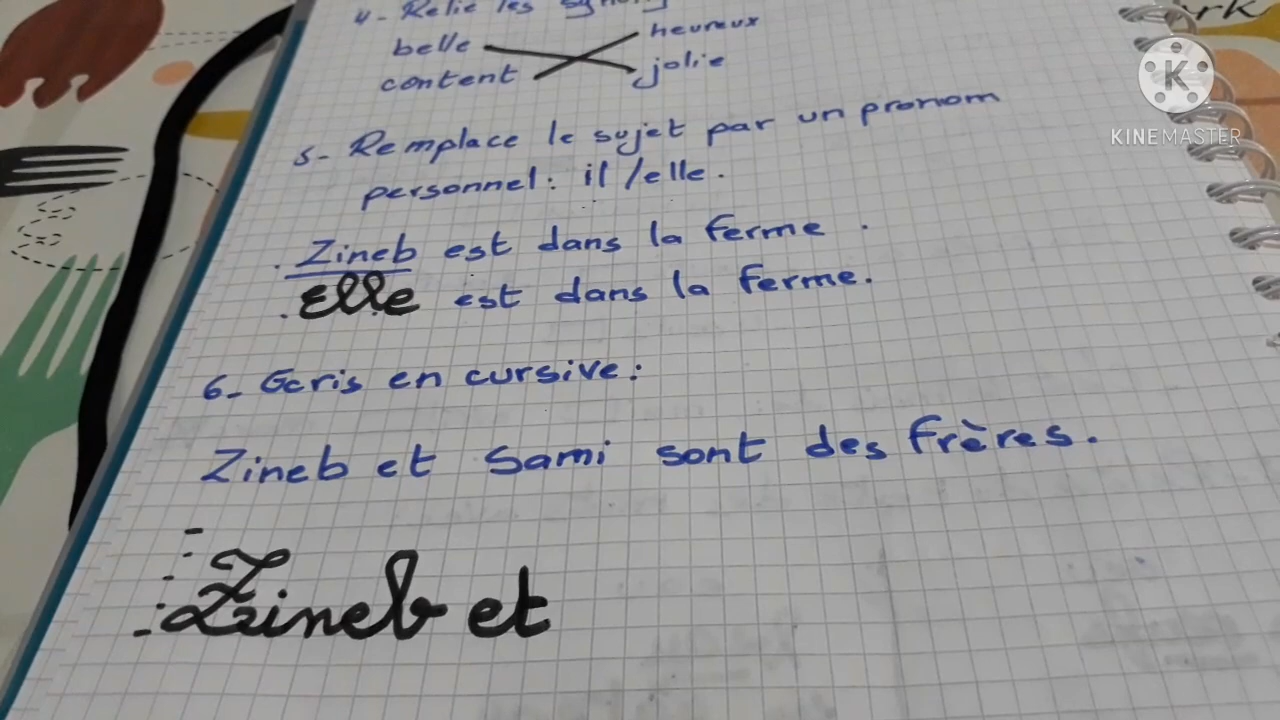 4- Relie les
belle heureux
content jolie
5- Remplace le sujet par un pronom
personnel: il /elle.
. Zineb est dans la ferme .
. Elle est dans la ferme.
6- Ecris en cursive:
Zineb et Sami sont des frères.
Zineb et
K
KINEMASTER